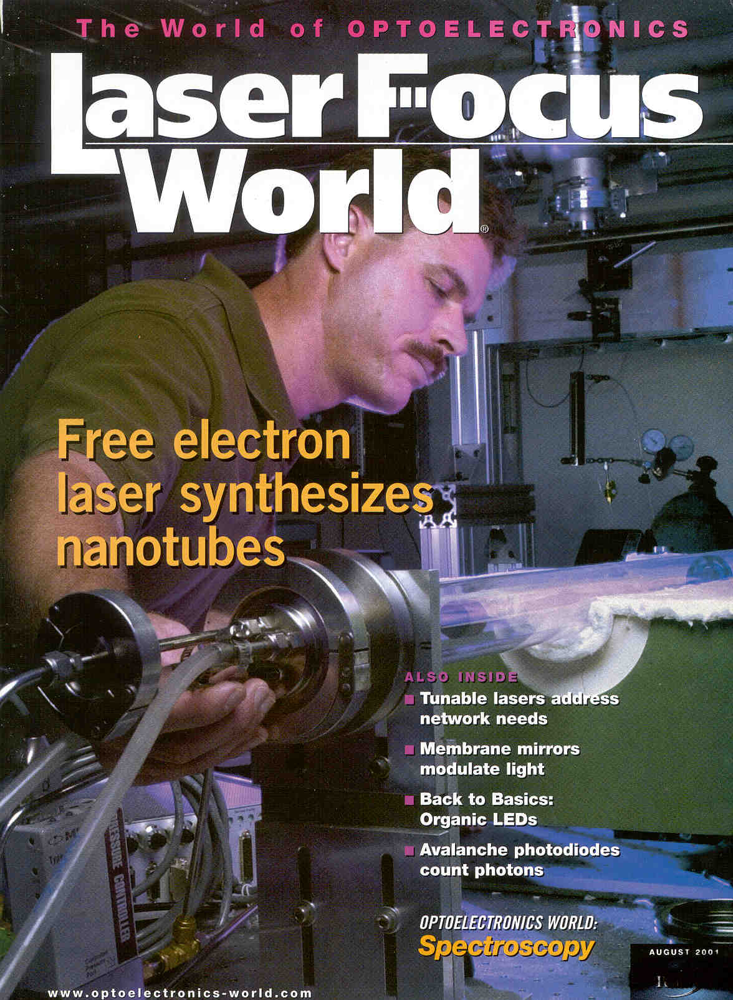 The World of OPTOELECTRONICS
Laser Focus
World®
Free electron
laser synthesizes
nanotubes
ALSO INSIDE
■ Tunable lasers address
network needs
■ Membrane mirrors
modulate light
■ Back to Basics:
Organic LEDs
■ Avalanche photodiodes
count photons
OPTOELECTRONICS WORLD:
Spectroscopy
AUGUST 2001
PRESSURE CONTROLLER
www.optoelectronics-world.com